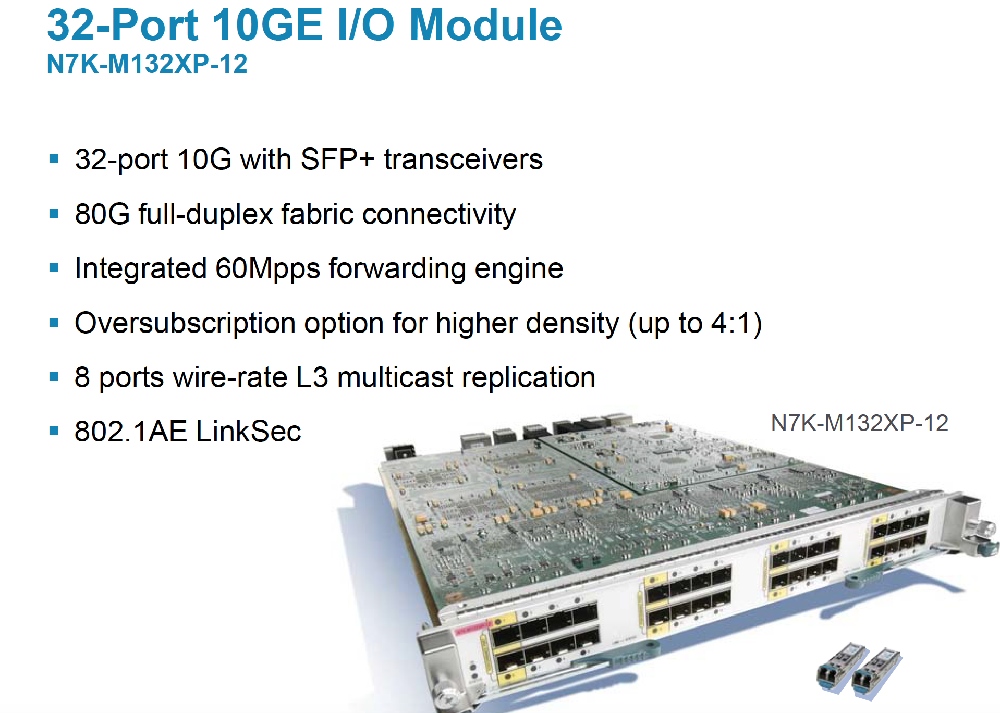 32-Port 10GE I/O Module
N7K-M132XP-12
32-port 10G with SFP+ transceivers
80G full-duplex fabric connectivity
Integrated 60Mpps forwarding engine
Oversubscription option for higher density (up to 4:1)
8 ports wire-rate L3 multicast replication
802.1AE LinkSec
N7K-M132XP-12